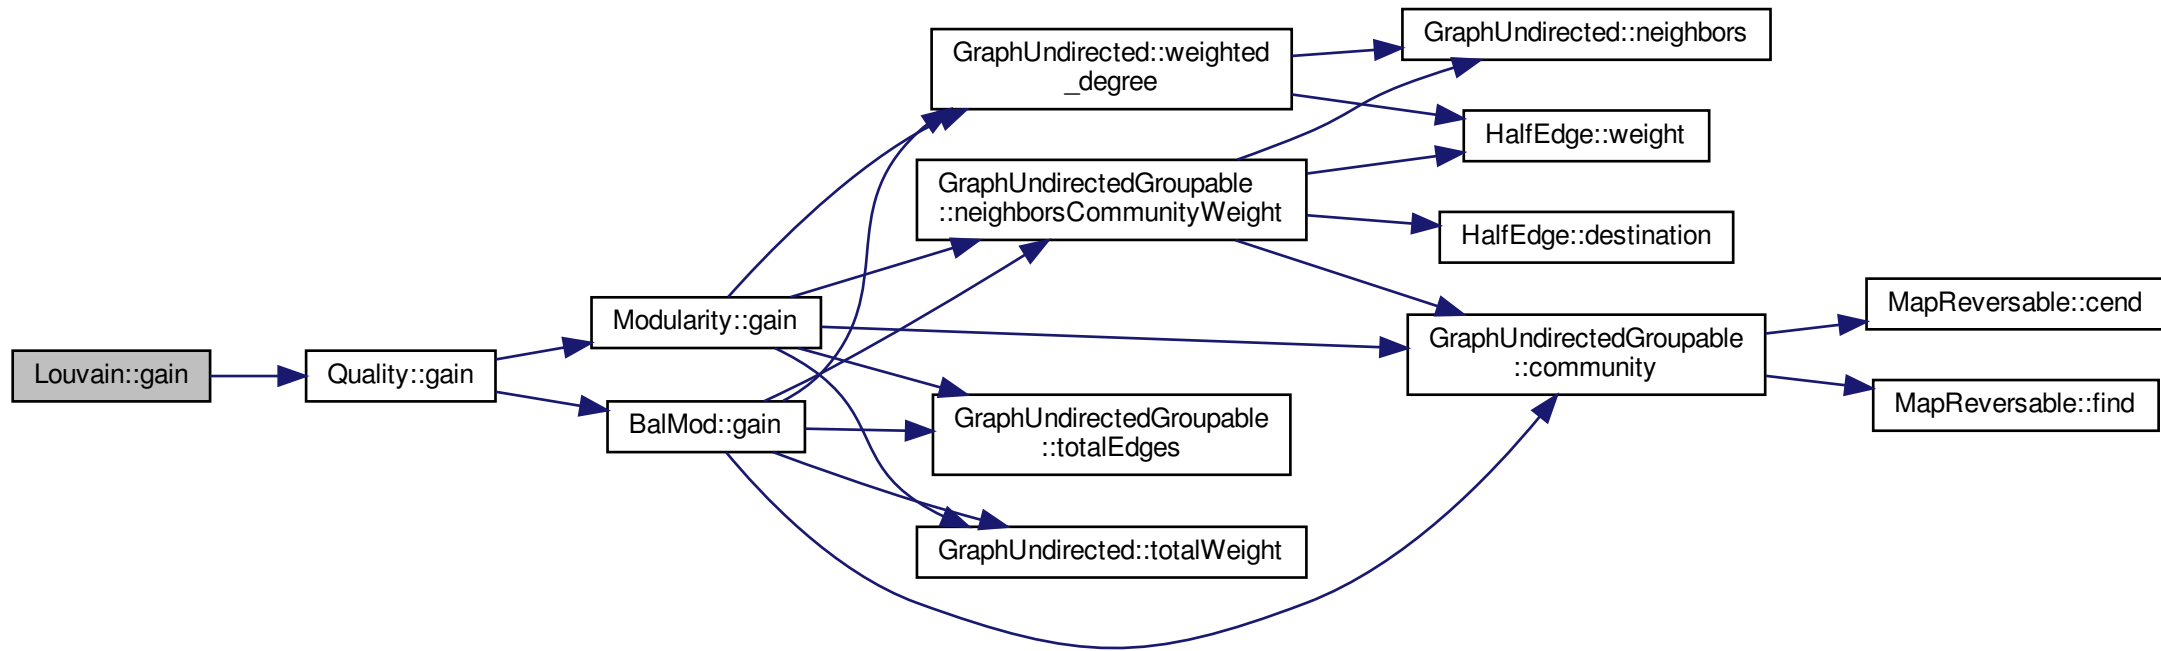 Louvain::gain
Quality::gain
Modularity::gain
BalMod::gain
GraphUndirected::weighted
_degree
GraphUndirectedGroupable
::neighborsCommunityWeight
GraphUndirectedGroupable
::totalEdges
GraphUndirected::totalWeight
GraphUndirected::neighbors
HalfEdge::weight
HalfEdge::destination
GraphUndirectedGroupable
::community
MapReversable::cend
MapReversable::find